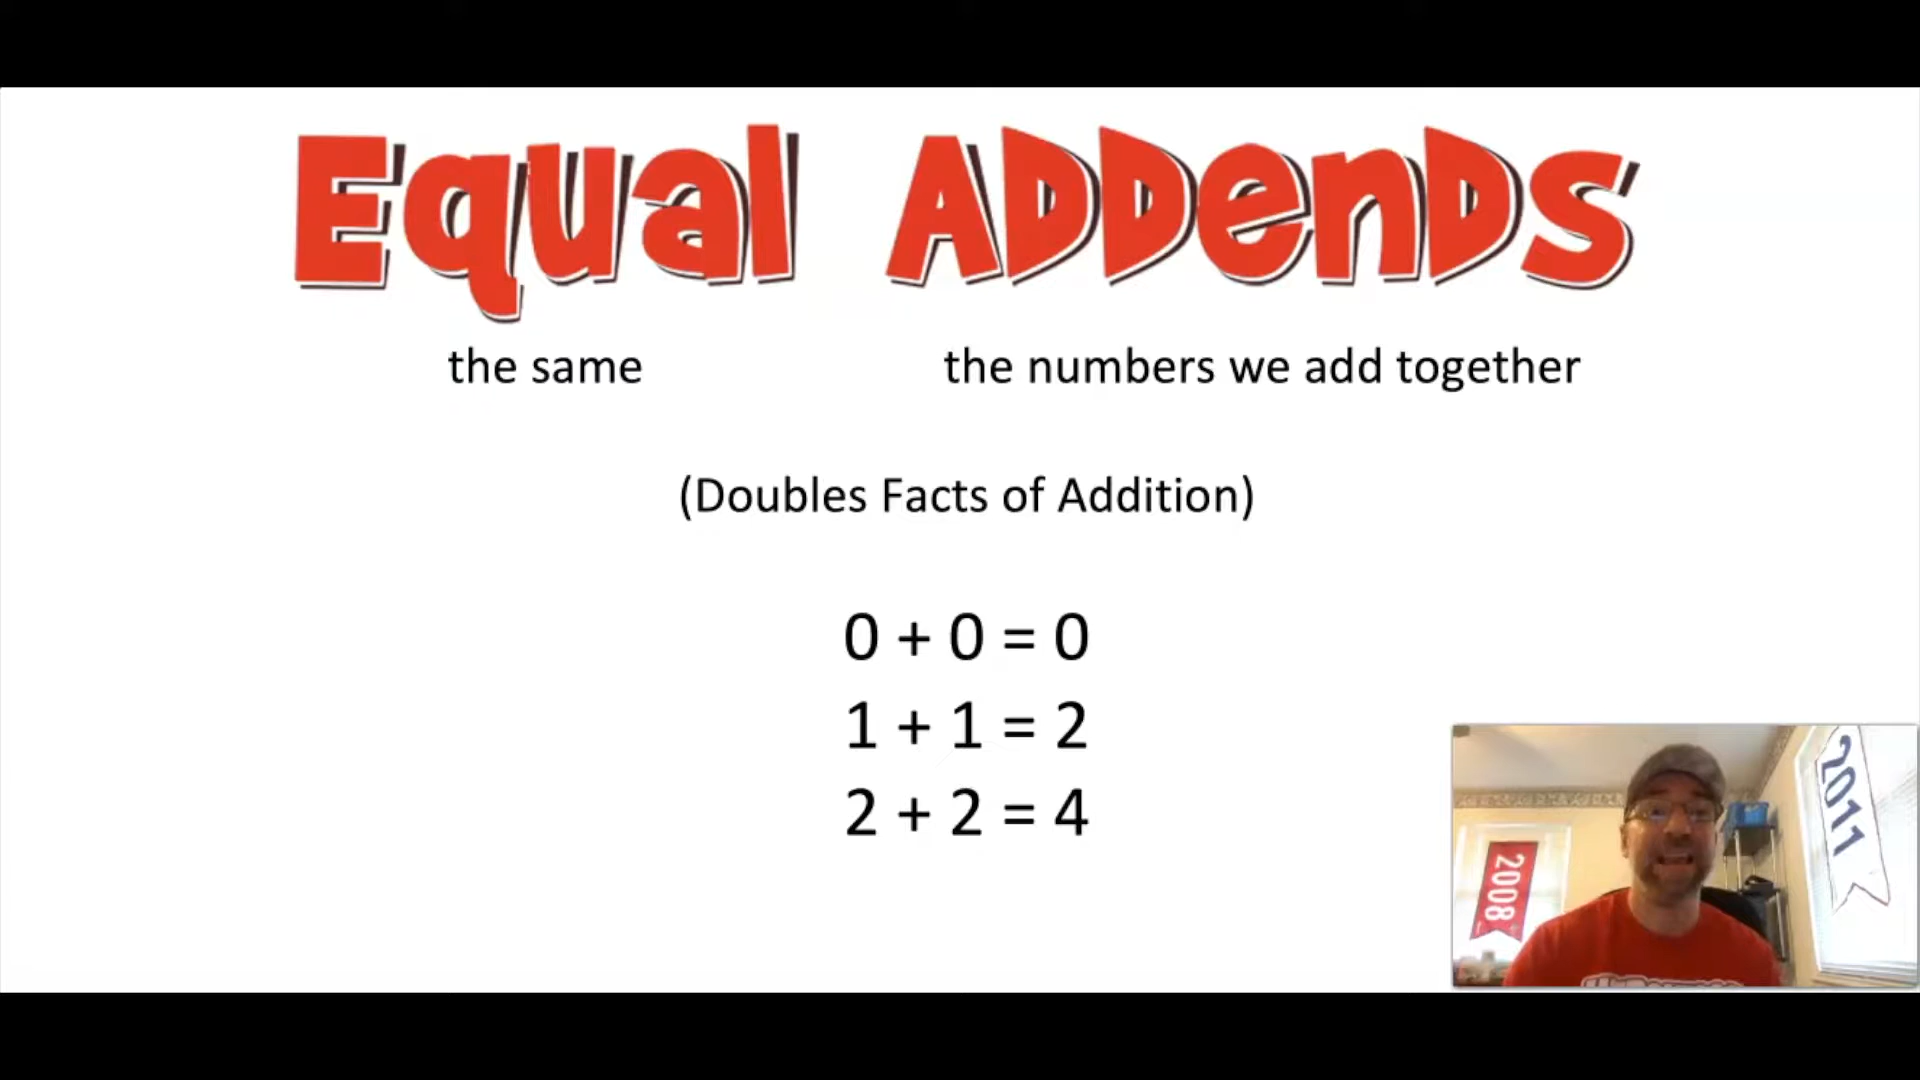 Equal Addends
the same the numbers we add together
(Doubles Facts of Addition)
0 + 0 = 0
1 + 1 = 2
2 + 2 = 4
2011
2008